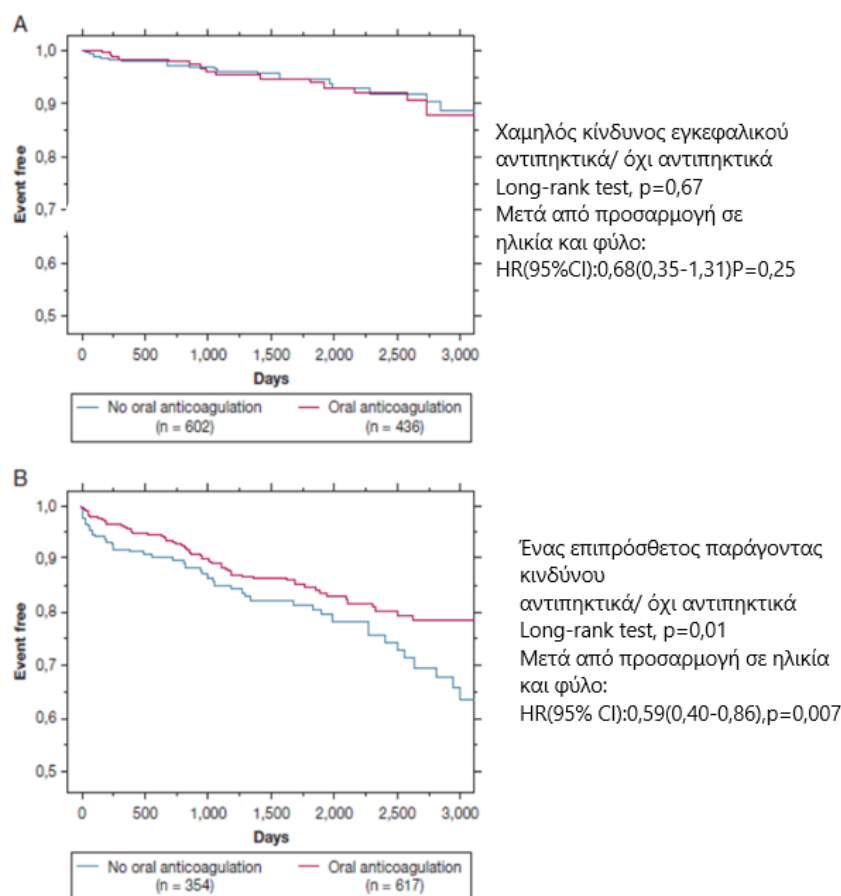 A
1,0
0,9
0,8
0,7
0,6
0,5
Event free
0 500 1,000 1,500 2,000 2,500 3,000
Days
No oral anticoagulation Oral anticoagulation
(n = 602) (n = 436)
Χαμηλός κίνδυνος εγκεφαλικού
αντιπηκτικά/ όχι αντιπηκτικά
Long-rank test, p=0,67
Μετά από προσαρμογή σε
ηλικία και φύλο:
HR(95%CI):0,68(0,35-1,31)P=0,25
B
1,0
0,9
0,8
0,7
0,6
0,5
Event free
0 500 1,000 1,500 2,000 2,500 3,000
Days
No oral anticoagulation Oral anticoagulation
(n = 354) (n = 617)
Ένας επιπρόσθετος παράγοντας
κινδύνου
αντιπηκτικά/ όχι αντιπηκτικά
Long-rank test, p=0,01
Μετά από προσαρμογή σε ηλικία
και φύλο:
HR(95% CI):0,59(0,40-0,86),p=0,007